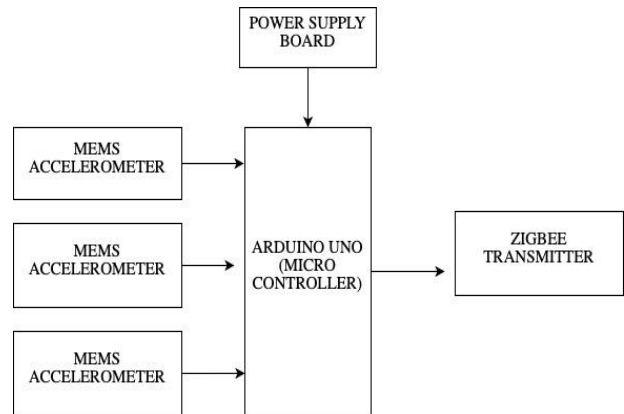 POWER SUPPLY
BOARD
MEMS
ACCELEROMETER
MEMS
ACCELEROMETER
MEMS
ACCELEROMETER
ARDUINO UNO
(MICRO
CONTROLLER)
ZIGBEE
TRANSMITTER